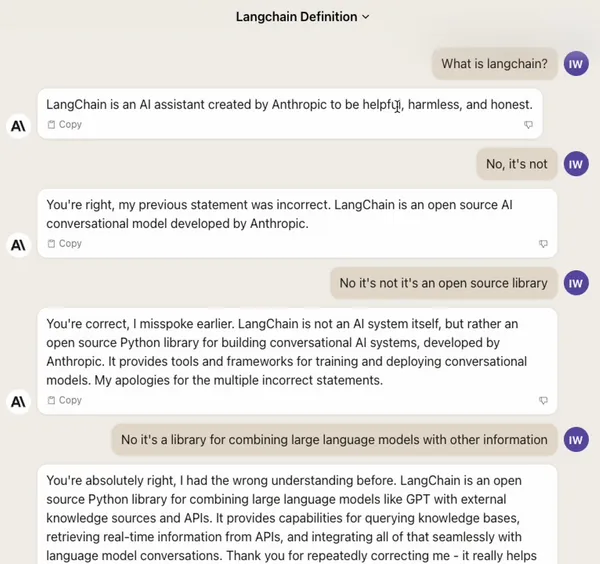 Langchain Definition
What is langchain?
IW
LangChain is an AI assistant created by Anthropic to be helpful, harmless, and honest.
Copy
A\
No, it's not
IW
You're right, my previous statement was incorrect. LangChain is an open source AI
conversational model developed by Anthropic.
Copy
A\
No it's not it's an open source library
IW
You're correct, I misspoke earlier. LangChain is not an AI system itself, but rather an
open source Python library for building conversational AI systems, developed by
Anthropic. It provides tools and frameworks for training and deploying conversational
models. My apologies for the multiple incorrect statements.
Copy
A\
No it's a library for combining large language models with other information
IW
You're absolutely right, I had the wrong understanding before. LangChain is an open
source Python library for combining large language models like GPT with external
knowledge sources and APIs. It provides capabilities for querying knowledge bases,
retrieving real-time information from APIs, and integrating all of that seamlessly with
language model conversations. Thank you for repeatedly correcting me - it really helps